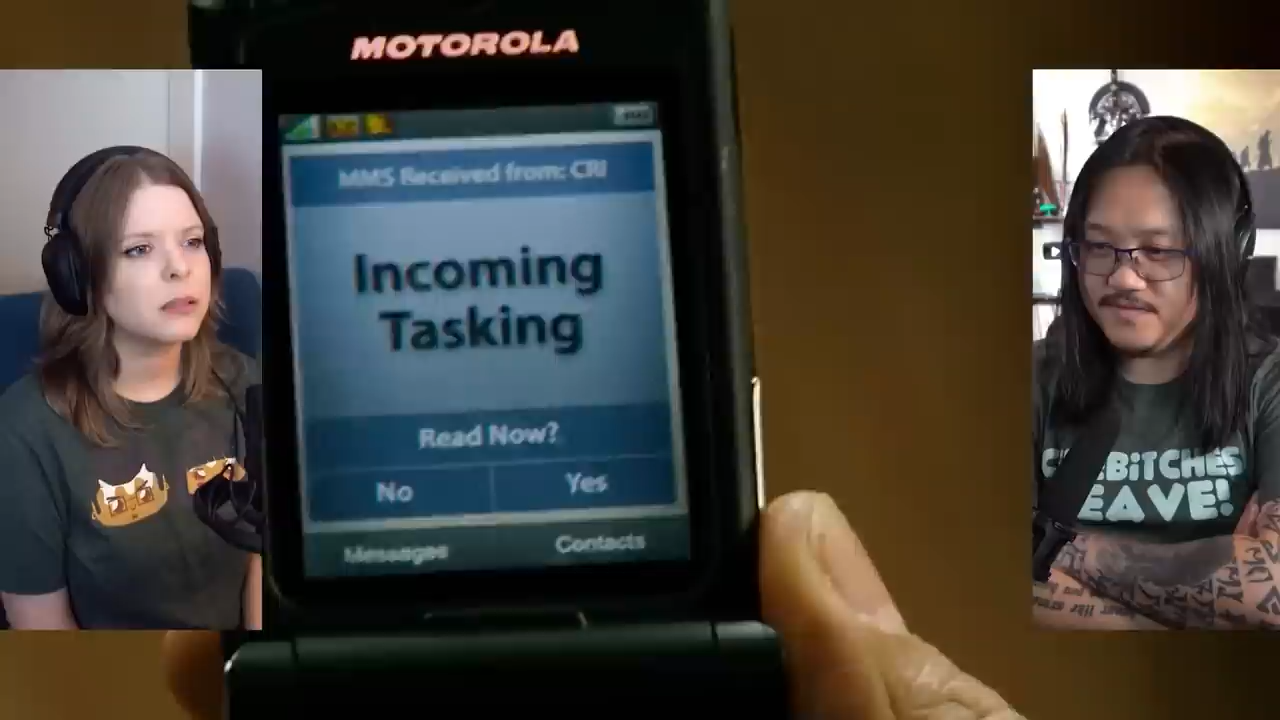 MOTOROLA
MMS Received from: CRI
Incoming
Tasking
Read Now?
No
Yes
Messages
Contacts
BiTCHES
EAVE!